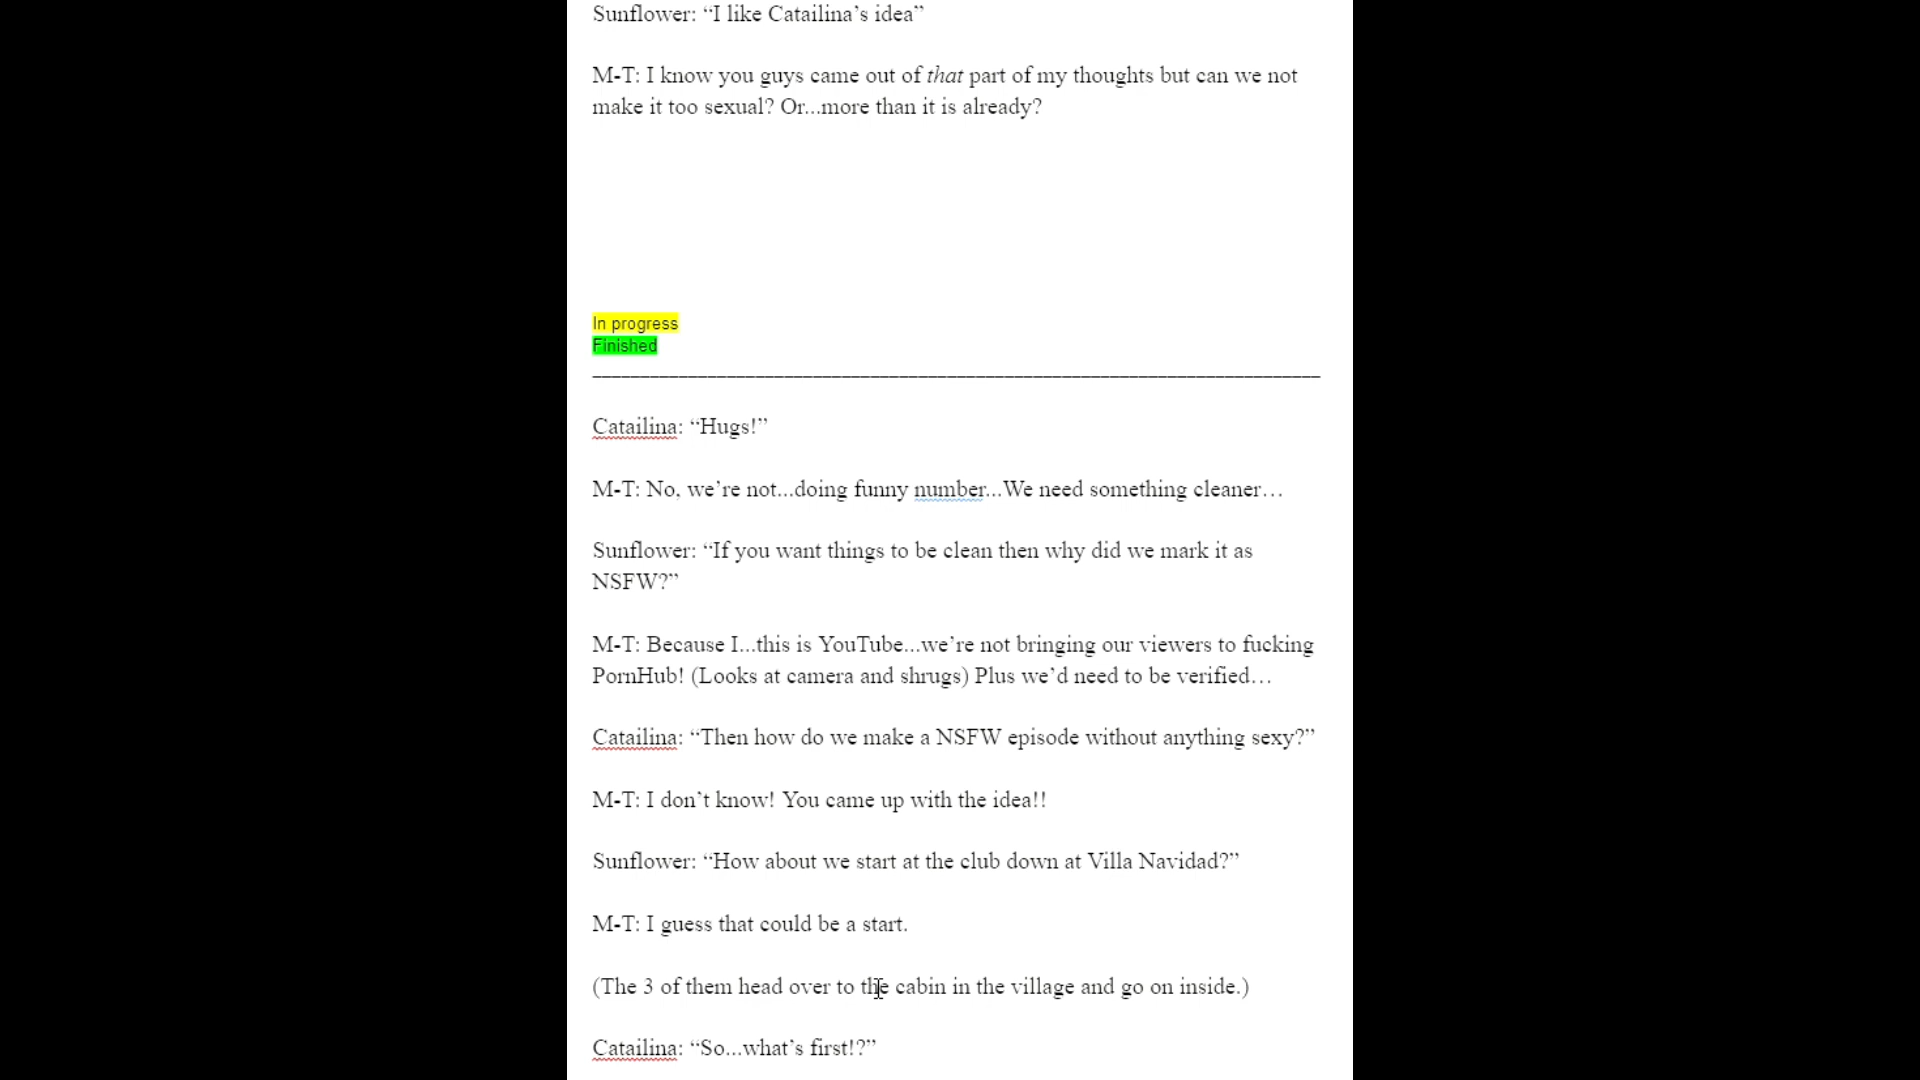 Sunflower: “I like Catailina’s idea”
M-T: I know you guys came out of that part of my thoughts but can we not
make it too sexual? Or...more than it is already?
In progress
Finished
Catailina: “Hugs!”
M-T: No, we’re not...doing funny number...We need something cleaner…
Sunflower: “If you want things to be clean then why did we mark it as
NSFW?”
M-T: Because I...this is YouTube...we’re not bringing our viewers to fucking
PornHub! (Looks at camera and shrugs) Plus we’d need to be verified…
Catailina: “Then how do we make a NSFW episode without anything sexy?”
M-T: I don’t know! You came up with the idea!!
Sunflower: “How about we start at the club down at Villa Navidad?”
M-T: I guess that could be a start.
(The 3 of them head over to the cabin in the village and go on inside.)
Catailina: “So...what’s first!?”